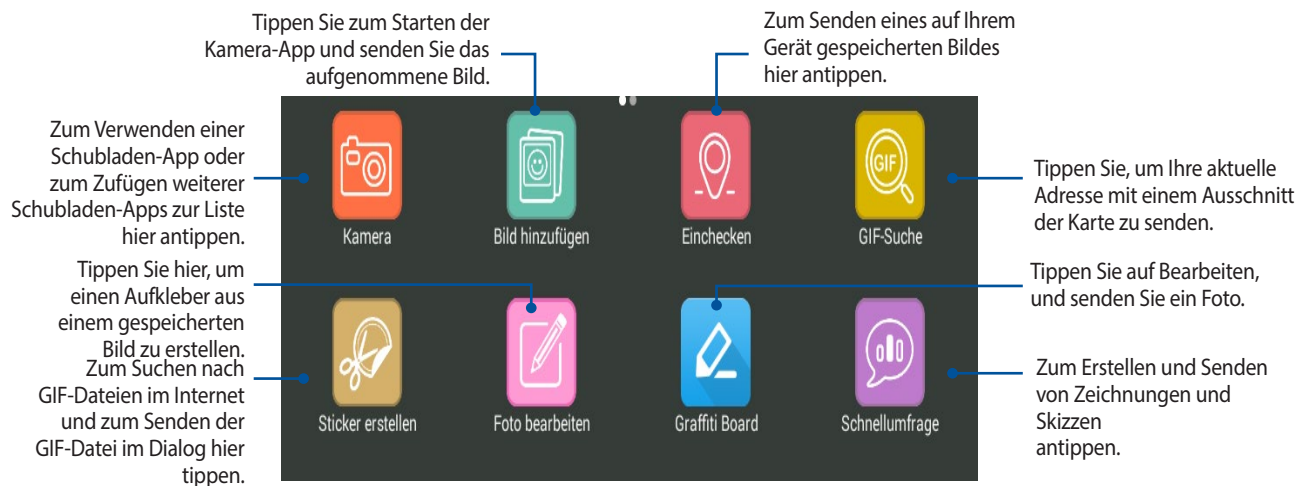 Tippen Sie zum Starten der
Kamera-App und senden Sie das
aufgenommene Bild.
Zum Senden eines auf Ihrem
Gerät gespeicherten Bildes
hier antippen.
Zum Verwenden einer
Schubladen-App oder
zum Zufügen weiterer
Schubladen-Apps zur Liste
hier antippen.
Tippen Sie, um Ihre aktuelle
Adresse mit einem Ausschnitt
der Karte zu senden.
GIF
Kamera
Bild hinzufügen
Einchecken
GIF-Suche
Tippen Sie hier, um
einen Aufkleber aus
einem gespeicherten
Bild zu erstellen.
Tippen Sie auf Bearbeiten,
und senden Sie ein Foto.
Zum Suchen nach
GIF-Dateien im Internet
und zum Senden der
GIF-Datei im Dialog hier
tippen.
Zum Erstellen und Senden
von Zeichnungen und
Skizzen
antippen.
Sticker erstellen
Foto bearbeiten
Graffiti Board
Schnellumfrage